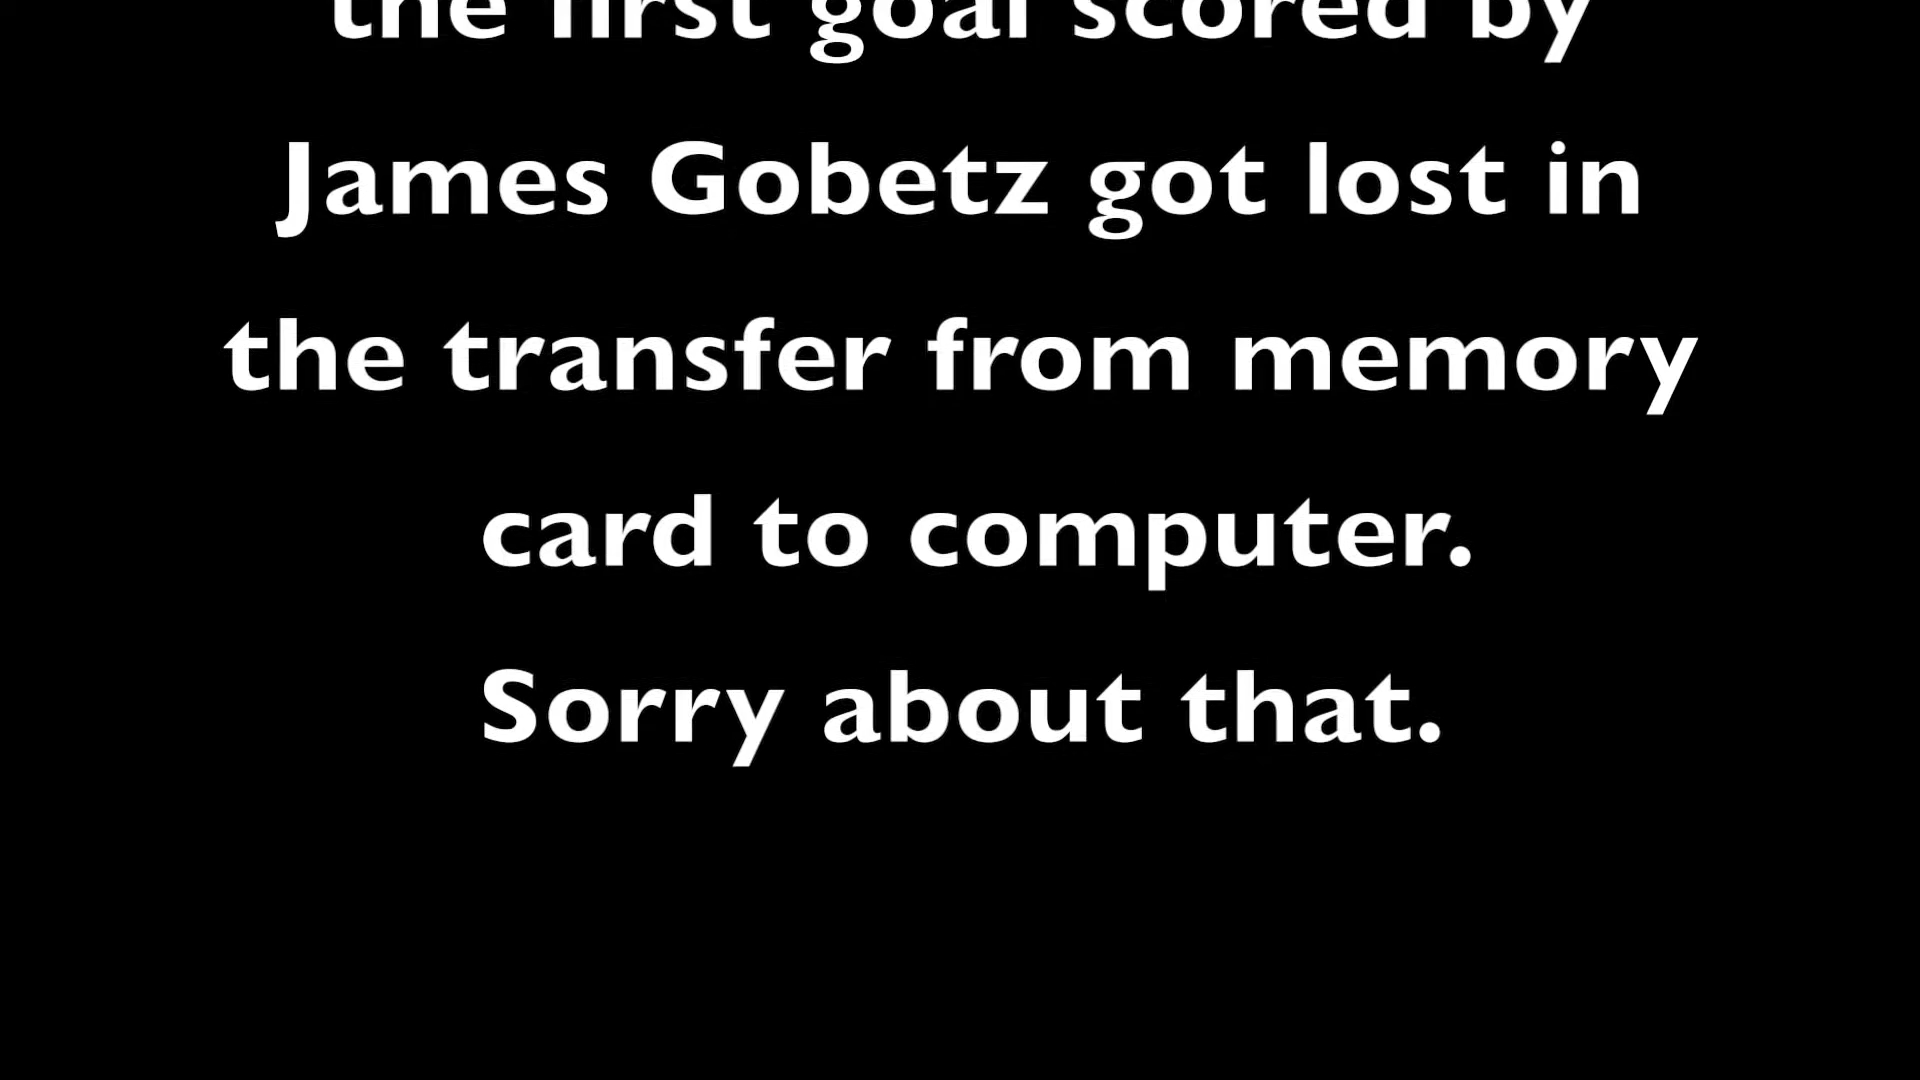 the first goal scored by
James Gobetz got lost in
the transfer from memory
card to computer.
Sorry about that.